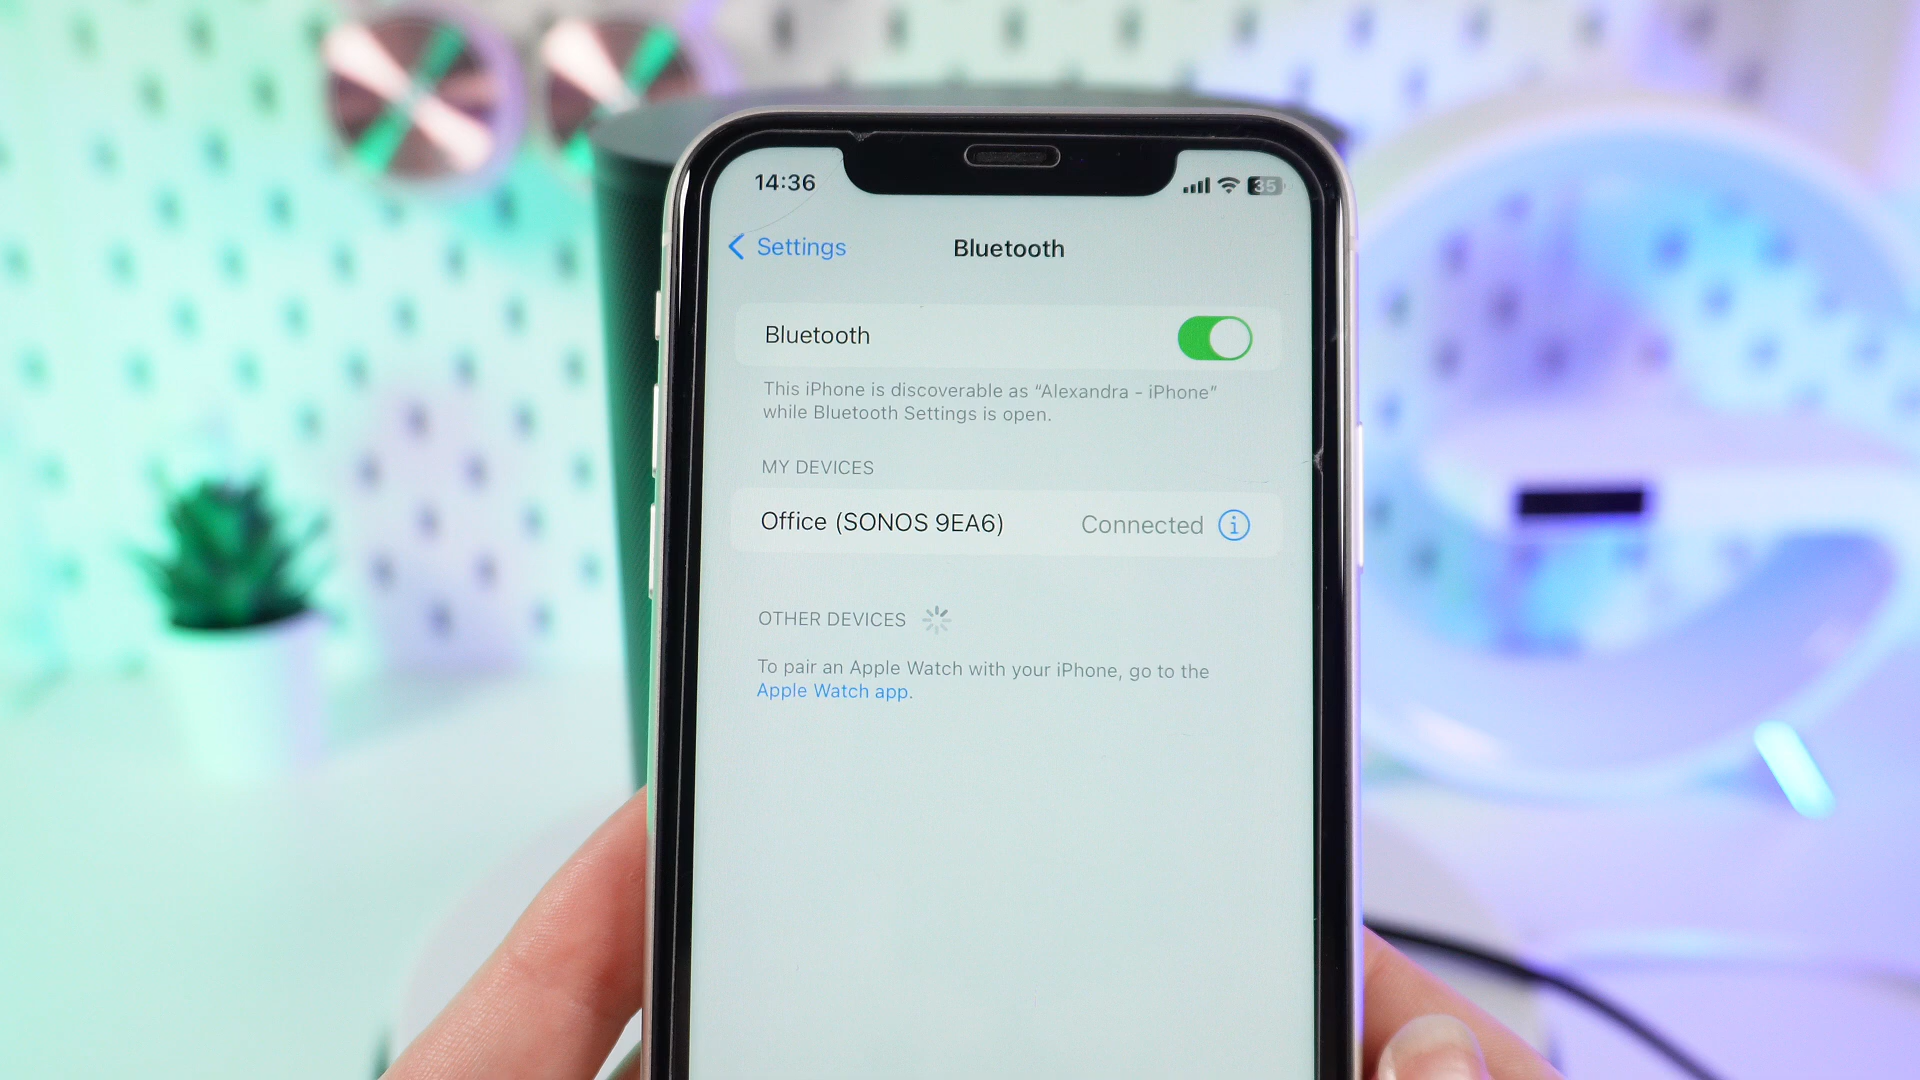 14:36
35
Settings
Bluetooth
Bluetooth
This iPhone is discoverable as “Alexandra - iPhone”
while Bluetooth Settings is open.
MY DEVICES
Office (SONOS 9EA6)
Connected
OTHER DEVICES
To pair an Apple Watch with your iPhone, go to the
Apple Watch app.